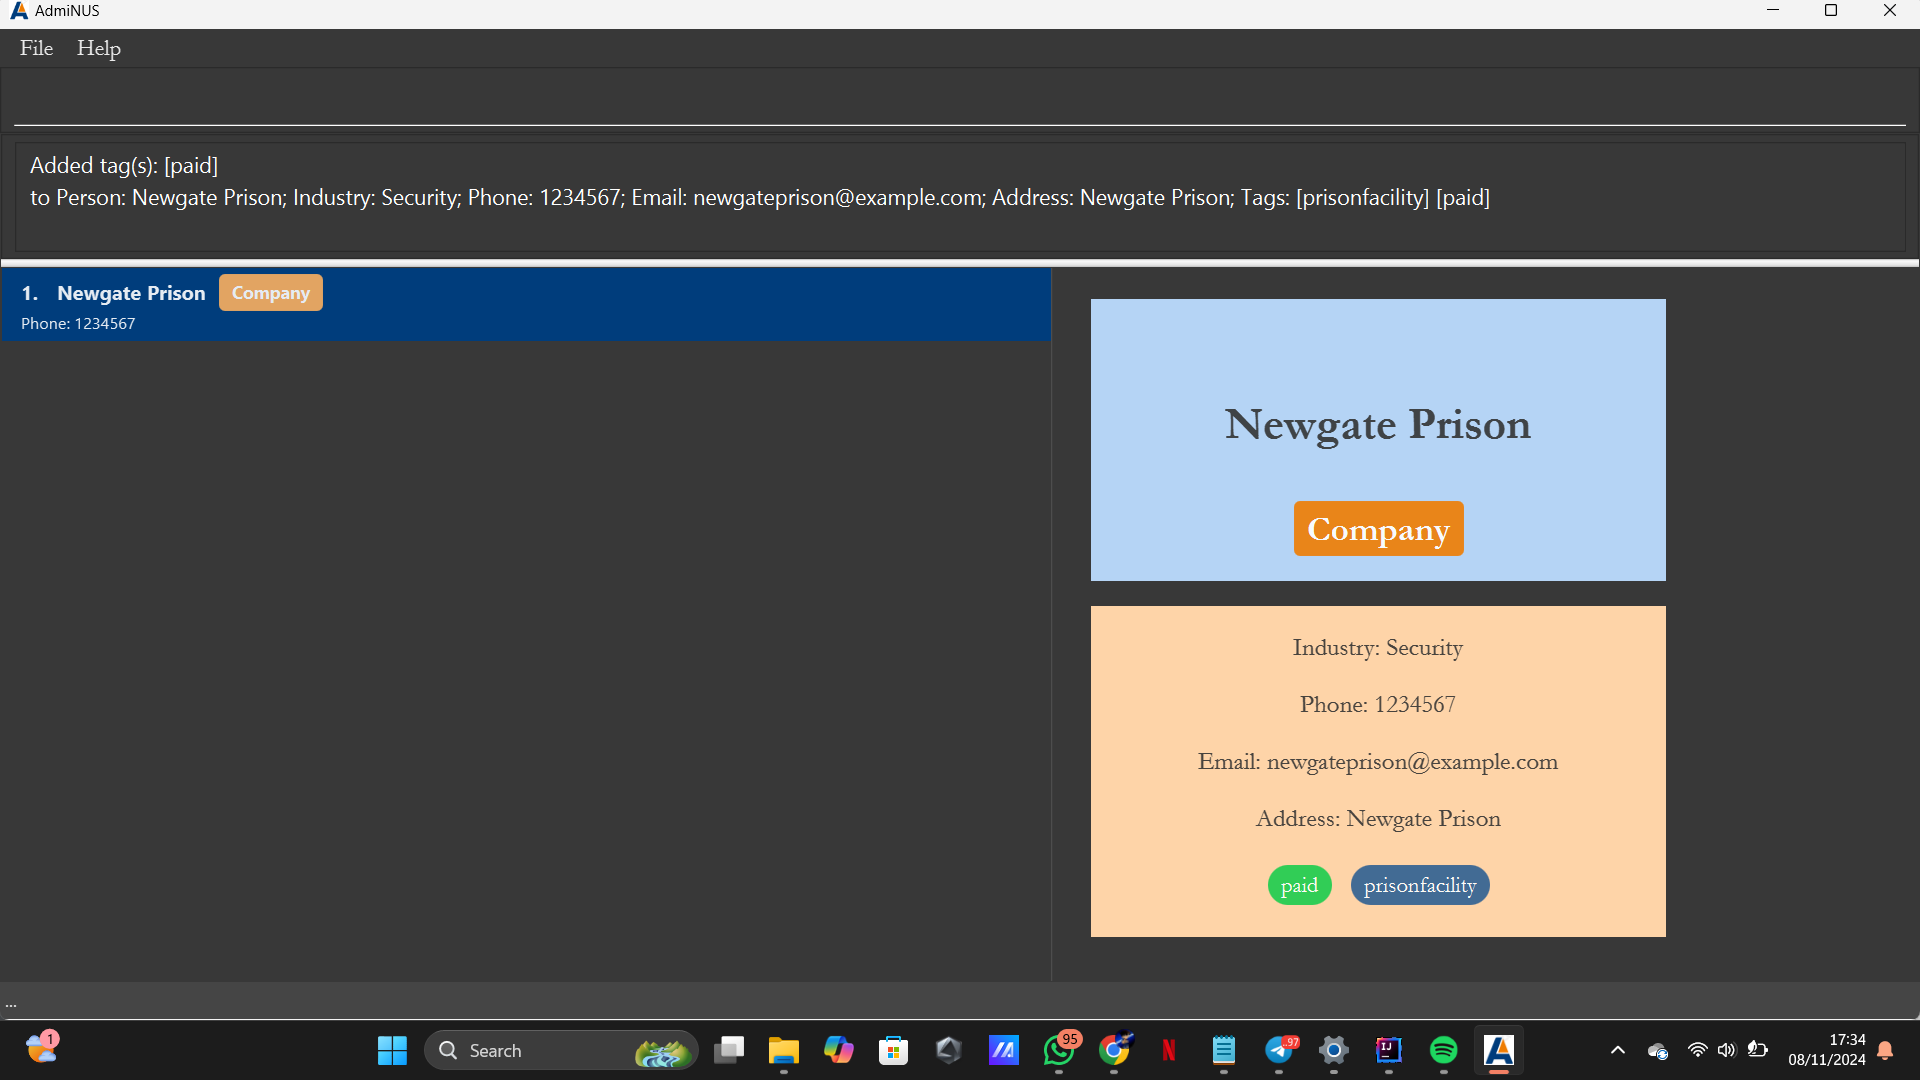 AdmiNUS
File Help
Added tag(s): [paid]
to Person: Newgate Prison; Industry: Security; Phone: 1234567; Email: newgateprison@example.com; Address: Newgate Prison; Tags: [prisonfacility] [paid]
1. Newgate Prison Company
Phone: 1234567
Newgate Prison
Company
Industry: Security
Phone: 1234567
Email: newgateprison@example.com
Address: Newgate Prison
paid prisonfacility
...
1
Search
95
97
17:34
08/11/2024